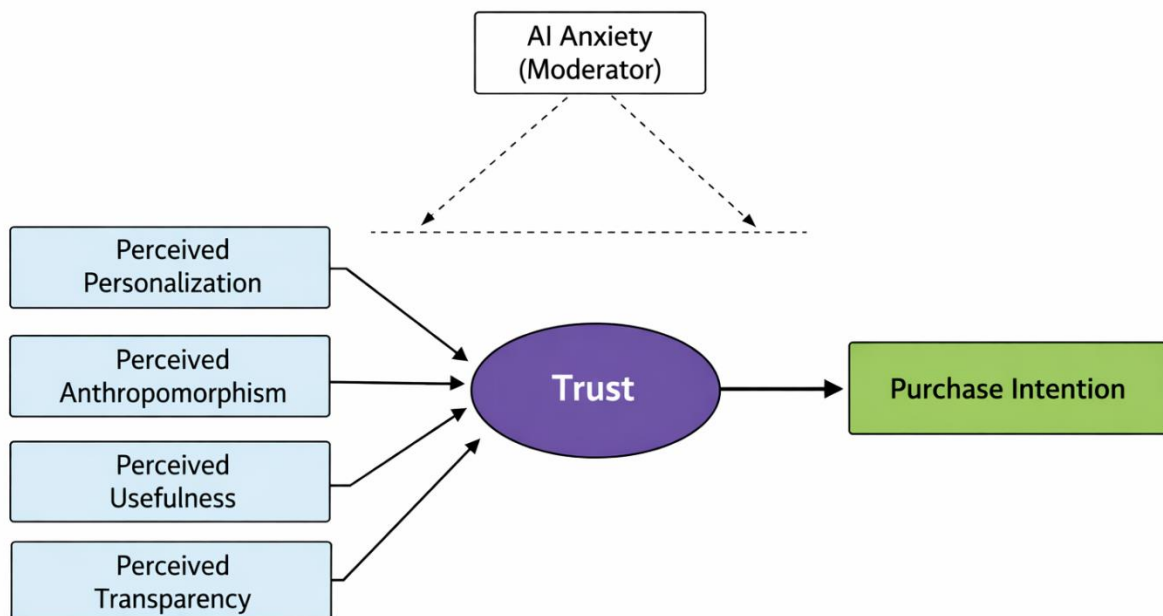 AI Anxiety
(Moderator)
Perceived
Personalization
Perceived
Anthropomorphism
Perceived
Usefulness
Perceived
Transparency
Trust
Purchase Intention